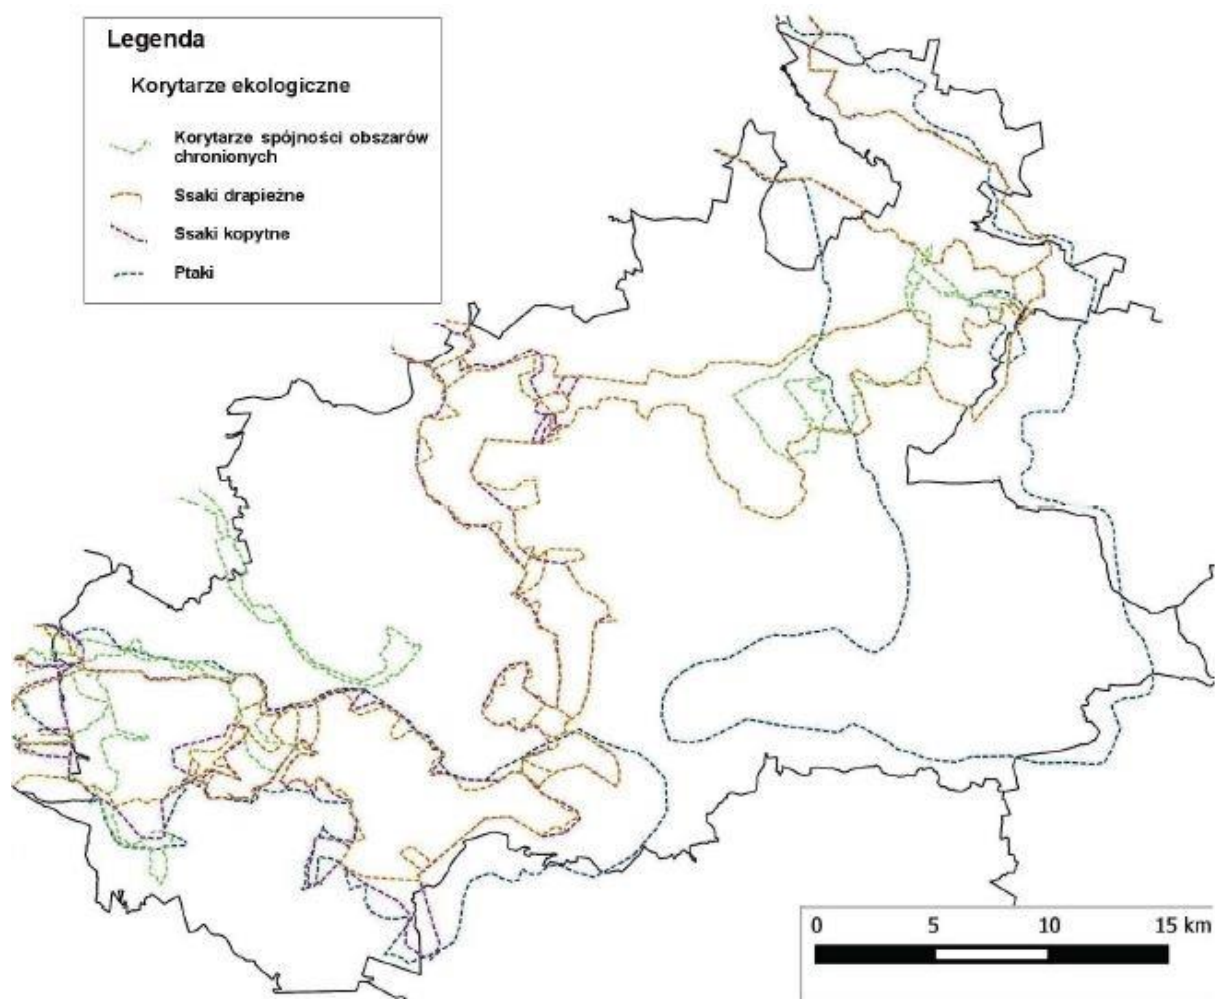 Legenda
Korytarze ekologiczne
Korytarze spójności obszarów
chronionych
Ssaki drapieżne
Ssaki kopytne
Ptaki
0 5 10 15 km